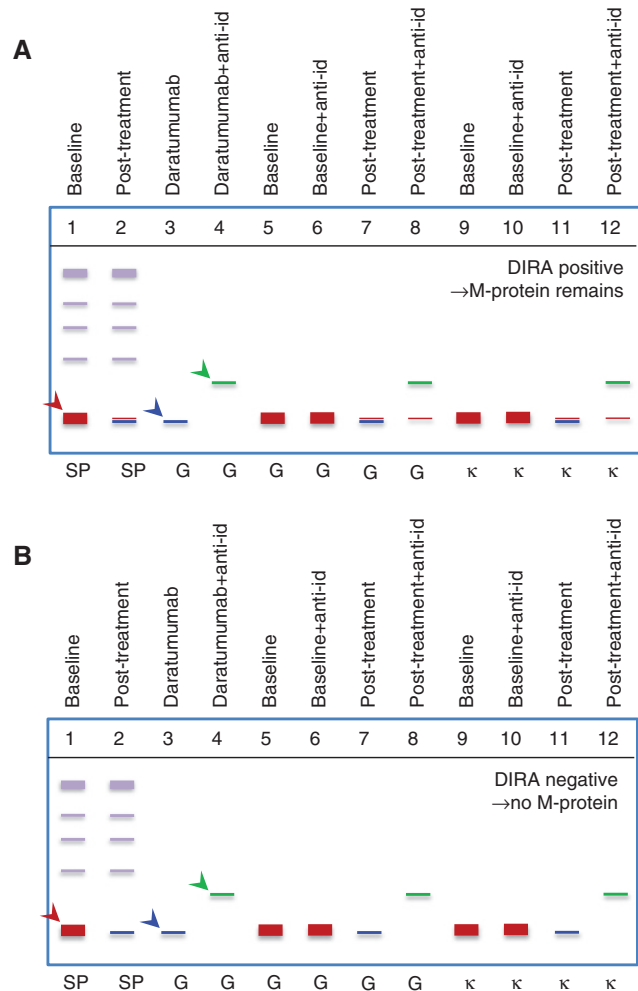 A
Baseline
Post-treatment
Daratumumab
Daratumumab+anti-id
Baseline
Baseline+anti-id
Post-treatment
Post-treatment+anti-id
Baseline
Baseline+anti-id
Post-treatment
Post-treatment+anti-id
1 2 3 4 5 6 7 8 9 10 11 12
DIRA positive
→M-protein remains
SP SP G G G G G G κ κ κ κ
B
Baseline
Post-treatment
Daratumumab
Daratumumab+anti-id
Baseline
Baseline+anti-id
Post-treatment
Post-treatment+anti-id
Baseline
Baseline+anti-id
Post-treatment
Post-treatment+anti-id
1 2 3 4 5 6 7 8 9 10 11 12
DIRA negative
→no M-protein
SP SP G G G G G G κ κ κ κ